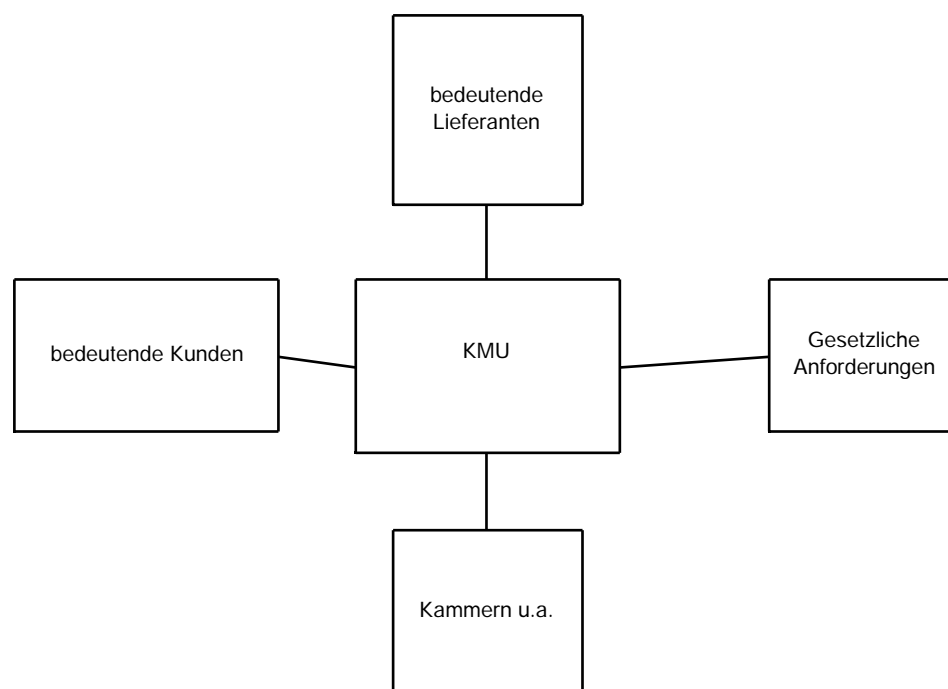 bedeutende
Lieferanten
bedeutende Kunden
KMU
Gesetzliche
Anforderungen
Kammern u.a.